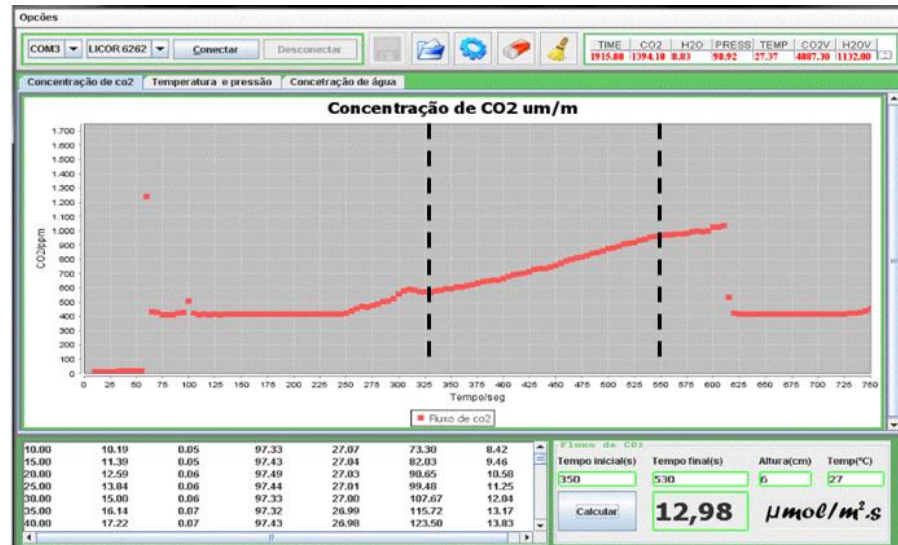 Opcões
COM3 LICOR 6262 Conectar Desconectar
TIME CO2 H2O PRESS TEMP CO2V H2OV
1915.00 1394.10 8.03 98.92 27.37 4087.30 1132.00
Concentração de co2 Temperatura e pressão Concetração de água
Concentração de CO2 um/m
1.700
1.600
1.500
1.400
1.300
1.200
1.100
1.000
900
800
700
600
500
400
300
200
100
0
CO2/ppm
0 25 50 75 100 125 150 175 200 225 250 275 300 325 350 375 400 425 450 475 500 525 550 575 600 625 650 675 700 725 750
Tempo/seg
Fluxo de co2
10.00 10.19 0.05 97.33 27.07 73.30 8.42
15.00 11.39 0.05 97.43 27.04 82.03 9.46
20.00 12.59 0.06 97.49 27.03 90.65 10.58
25.00 13.84 0.06 97.44 27.01 99.48 11.25
30.00 15.00 0.06 97.33 27.00 107.67 12.04
35.00 16.14 0.07 97.32 26.99 115.72 13.17
40.00 17.22 0.07 97.43 26.98 123.50 13.83
Fluxo de CO2
Tempo inicial(s) Tempo final(s) Altura(cm) Temp(°C)
350 530 6 27
Calcular 12,98 μmol/m².s